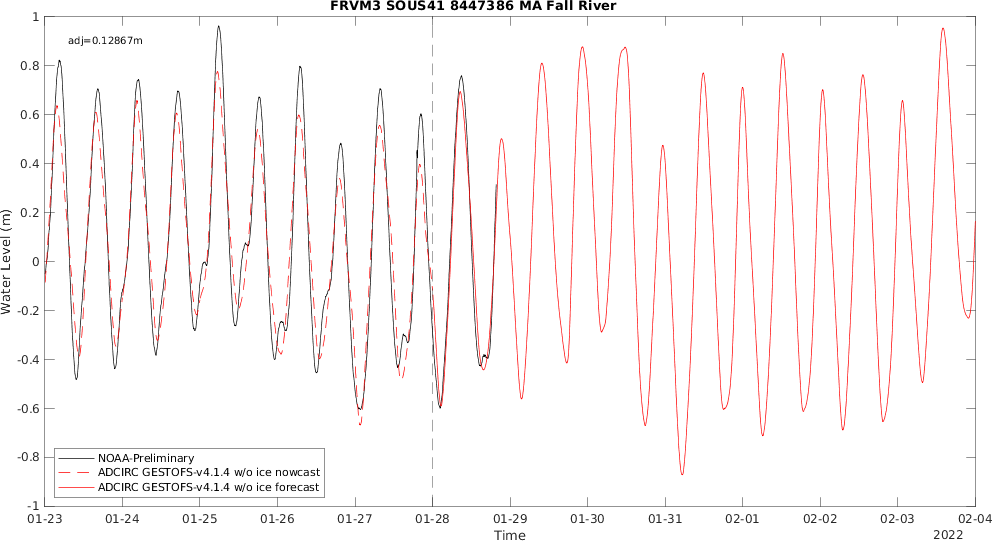 FRVM3 SOUS41 8447386 MA Fall River
adj=0.12867m
1
0.8
0.6
0.4
0.2
0
-0.2
-0.4
-0.6
-0.8
-1
Water Level (m)
NOAA-Preliminary
ADCIRC GESTOFS-v4.1.4 w/o ice nowcast
ADCIRC GESTOFS-v4.1.4 w/o ice forecast
01-23 01-24 01-25 01-26 01-27 01-28 01-29 01-30 01-31 02-01 02-02 02-03 02-04
Time
2022